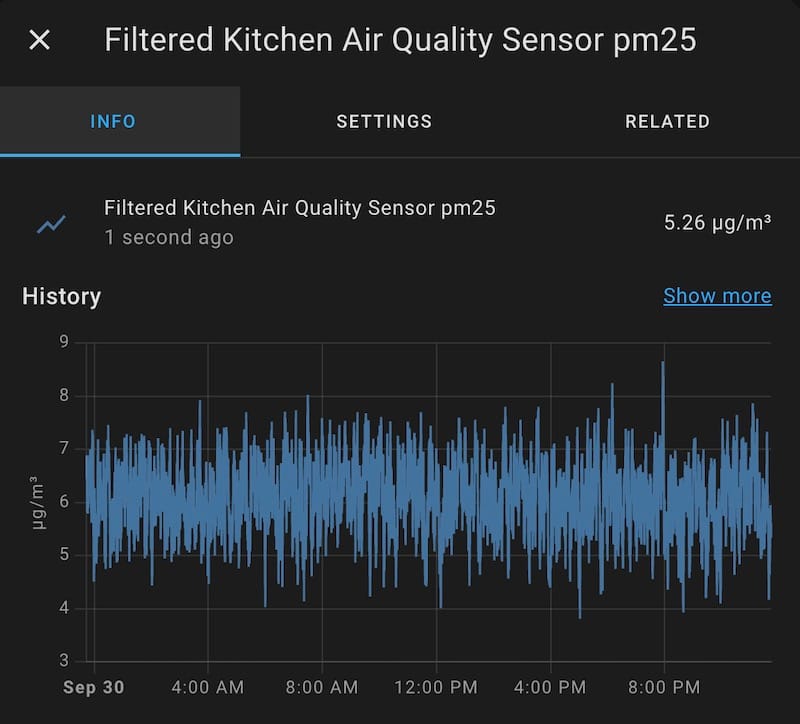 Filtered Kitchen Air Quality Sensor pm25
INFO
SETTINGS
RELATED
Filtered Kitchen Air Quality Sensor pm25
1 second ago
5.26 µg/m³
History
Show more
9
8
7
6
5
4
3
µg/m³
Sep 30
4:00 AM
8:00 AM
12:00 PM
4:00 PM
8:00 PM